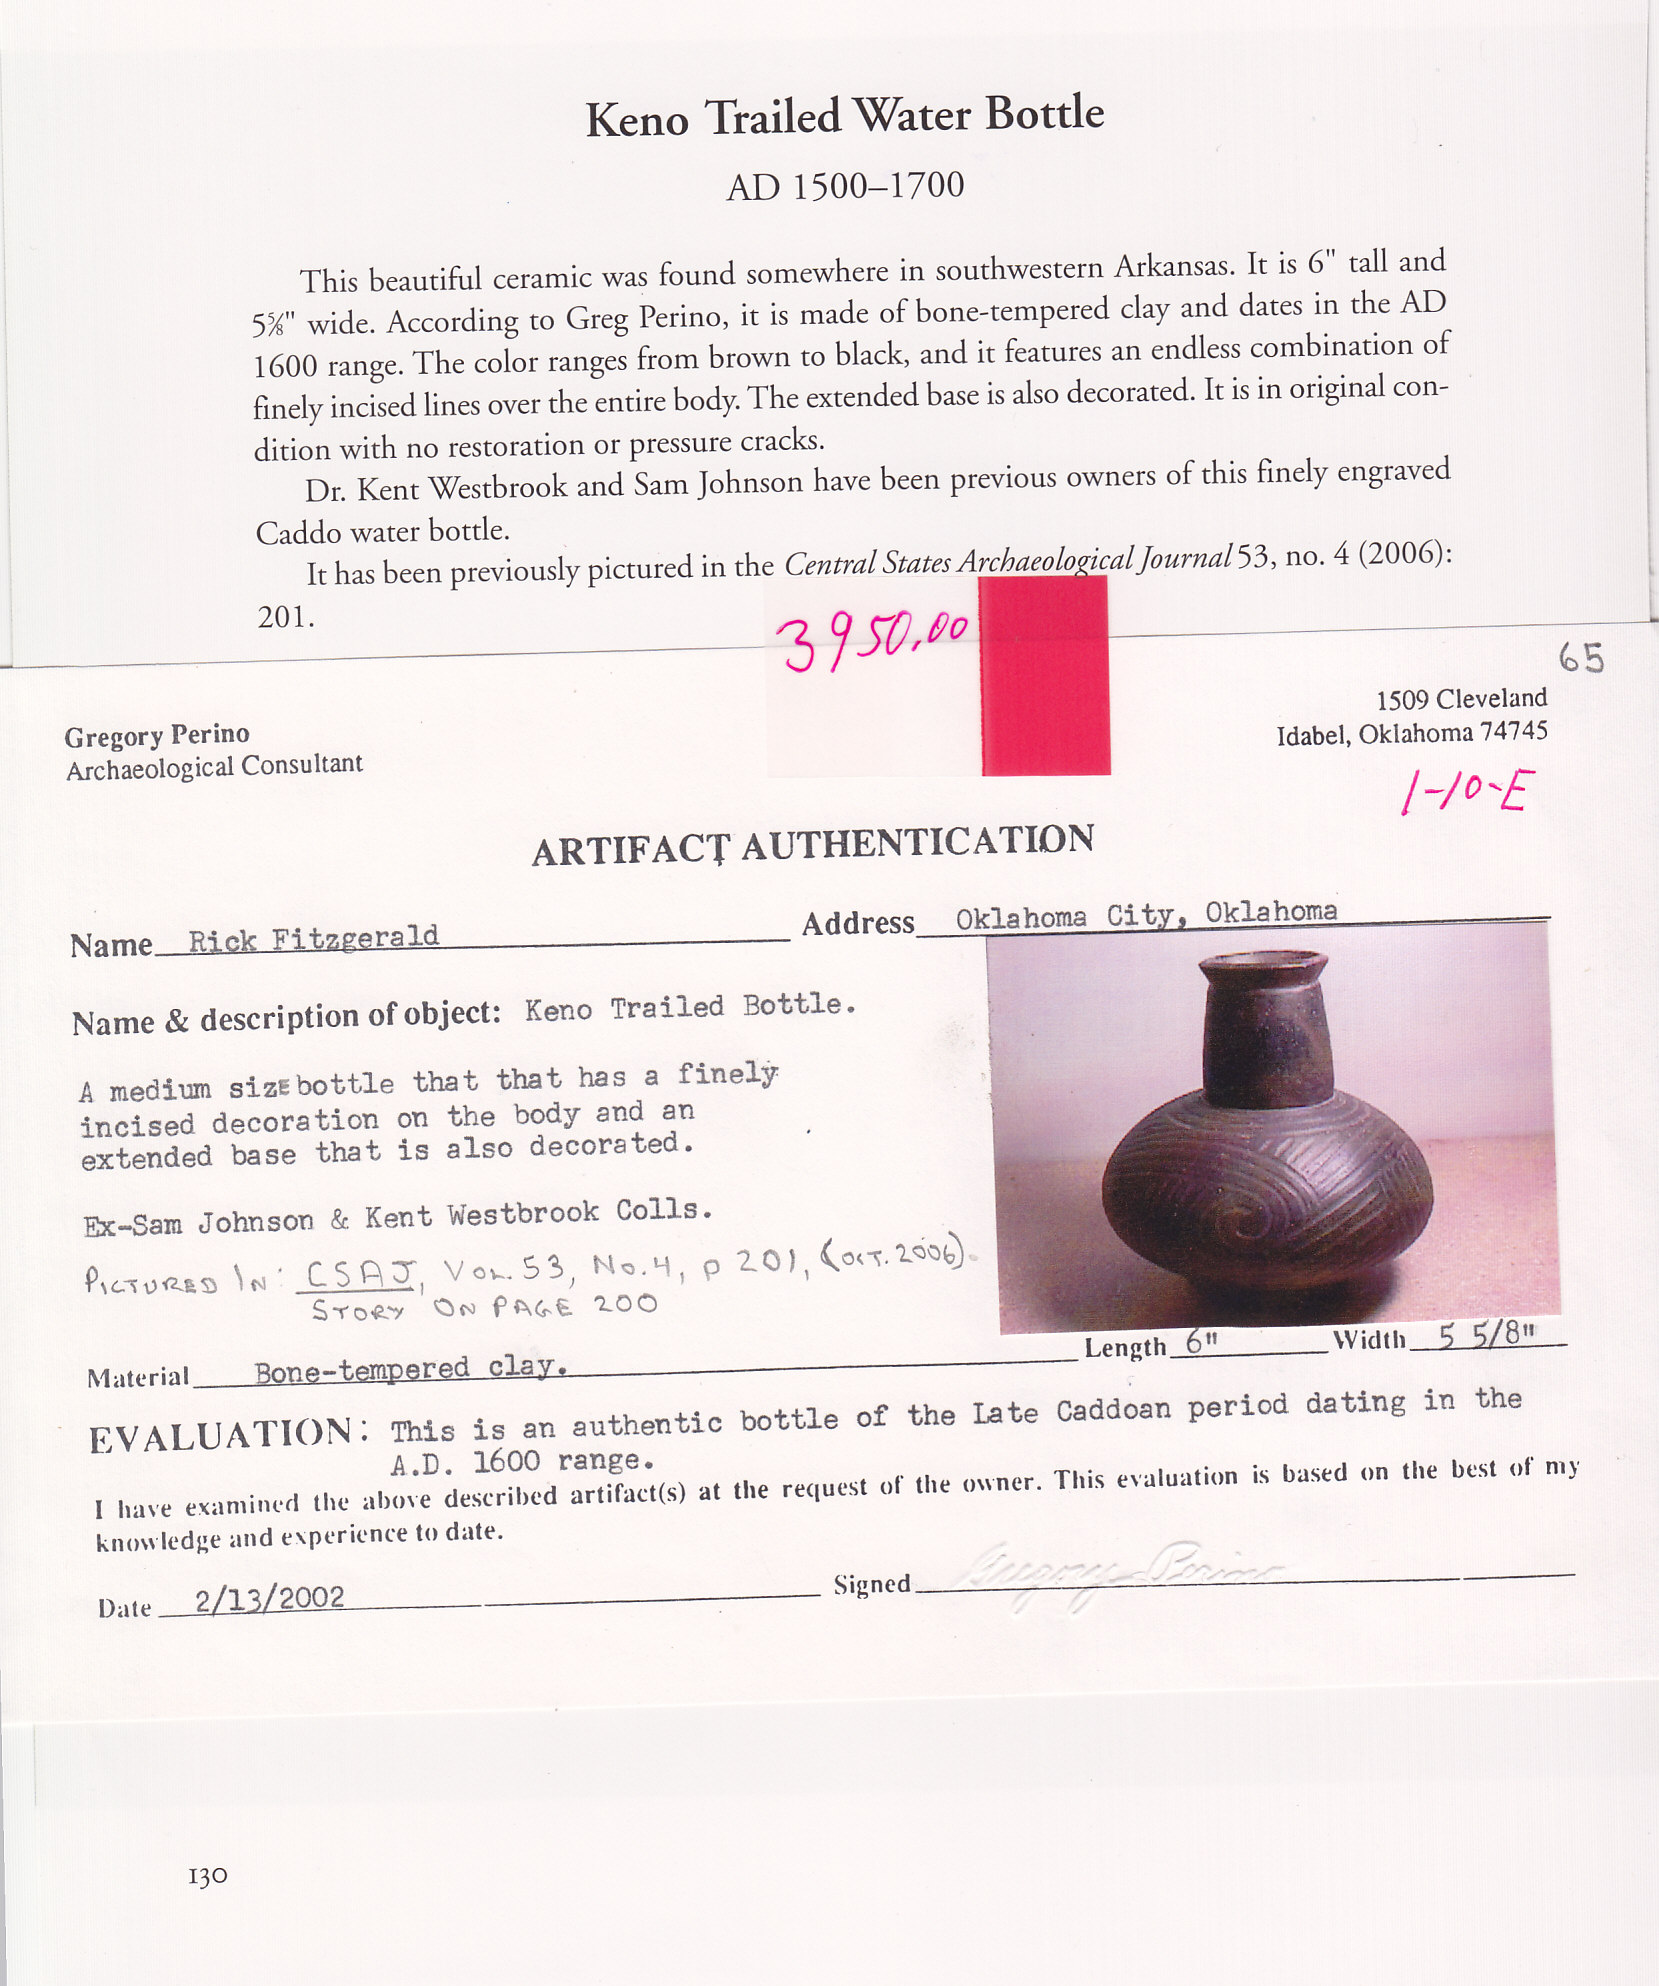 Keno Trailed Water Bottle
AD 1500–1700
This beautiful ceramic was found somewhere in southwestern Arkansas. It is 6" tall and
5⅝" wide. According to Greg Perino, it is made of bone-tempered clay and dates in the AD
1600 range. The color ranges from brown to black, and it features an endless combination of
finely incised lines over the entire body. The extended base is also decorated. It is in original con-
dition with no restoration or pressure cracks.
Dr. Kent Westbrook and Sam Johnson have been previous owners of this finely engraved
Caddo water bottle.
It has been previously pictured in the Central States Archaeological Journal 53, no. 4 (2006):
201.
3950.00
65
Gregory Perino
Archaeological Consultant
1509 Cleveland
Idabel, Oklahoma 74745
1-10-E
ARTIFACT AUTHENTICATION
Name Rick Fitzgerald Address Oklahoma City, Oklahoma
Name & description of object: Keno Trailed Bottle.
A medium size bottle that that has a finely
incised decoration on the body and an
extended base that is also decorated.
Ex-Sam Johnson & Kent Westbrook Colls.
PICTURED IN: CSAJ, VOL. 53, NO. 4, P 201, (OCT. 2006).
STORY ON PAGE 200
Material Bone-tempered clay. Length 6" Width 5 5/8"
EVALUATION: This is an authentic bottle of the Late Caddoan period dating in the
A.D. 1600 range.
I have examined the above described artifact(s) at the request of the owner. This evaluation is based on the best of my
knowledge and experience to date.
Date 2/13/2002 Signed Gregory Perino
130